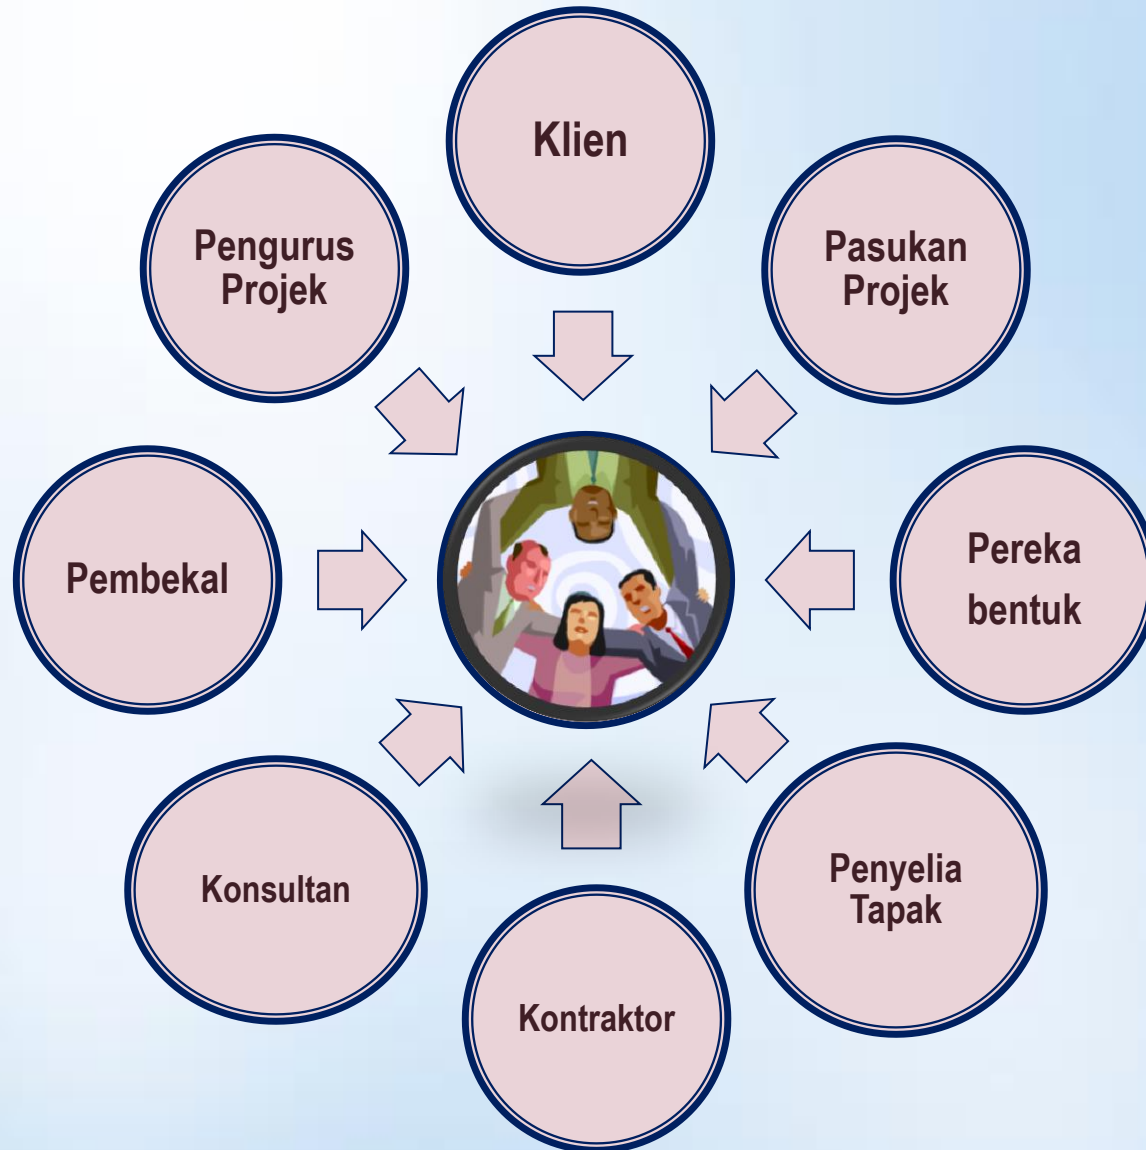 Klien
Pengurus
Projek
Pasukan
Projek
Pembekal
Pereka
bentuk
Konsultan
Penyelia
Tapak
Kontraktor